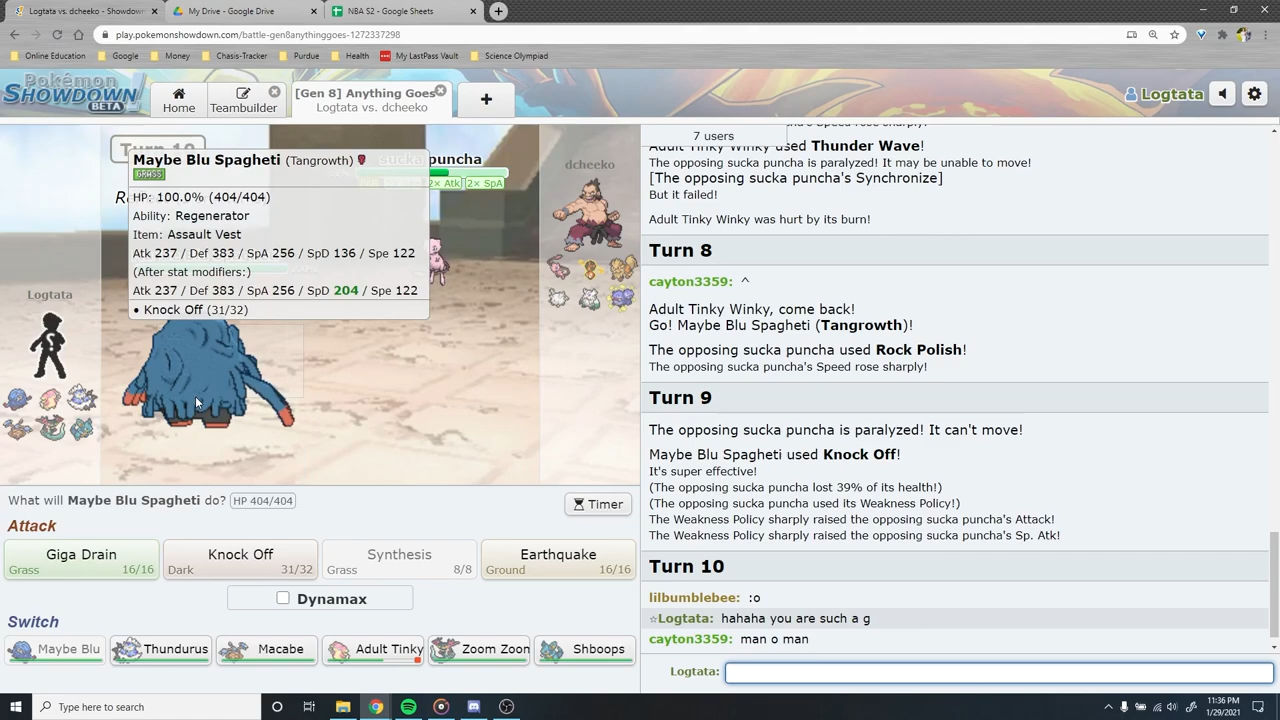 Logtata vs. dcheeko - Showdown
My Drive - Google Drive
NBA S2 - Google Sheets
play.pokemonshowdown.com/battle-gen8anythinggoes-1272337298
Online Education
Google
Money
Chasis-Tracker
Purdue
Health
My LastPass Vault
Science Olympiad
Pokémon
SHOWDOWN
BETA
Home
Teambuilder
[Gen 8] Anything Goes
Logtata vs. dcheeko
Logtata
7 users
Maybe Blu Spagheti (Tangrowth)
GRASS
HP: 100.0% (404/404)
Ability: Regenerator
Item: Assault Vest
Atk 237 / Def 383 / SpA 256 / SpD 136 / Spe 122
(After stat modifiers:)
Atk 237 / Def 383 / SpA 256 / SpD 204 / Spe 122
• Knock Off (31/32)
sucka puncha
2× Atk
2× SpA
dcheeko
Logtata
Adult Tinky Winky used Thunder Wave!
The opposing sucka puncha is paralyzed! It may be unable to move!
[The opposing sucka puncha's Synchronize]
But it failed!
Adult Tinky Winky was hurt by its burn!
Turn 8
cayton3359: ^
Adult Tinky Winky, come back!
Go! Maybe Blu Spagheti (Tangrowth)!
The opposing sucka puncha used Rock Polish!
The opposing sucka puncha's Speed rose sharply!
Turn 9
The opposing sucka puncha is paralyzed! It can't move!
Maybe Blu Spagheti used Knock Off!
It's super effective!
(The opposing sucka puncha lost 39% of its health!)
(The opposing sucka puncha used its Weakness Policy!)
The Weakness Policy sharply raised the opposing sucka puncha's Attack!
The Weakness Policy sharply raised the opposing sucka puncha's Sp. Atk!
Turn 10
lilbumblebee: :o
☆Logtata: hahaha you are such a g
cayton3359: man o man
Logtata:
What will Maybe Blu Spagheti do? HP 404/404
Timer
Attack
Giga Drain
Grass 16/16
Knock Off
Dark 31/32
Synthesis
Grass 8/8
Earthquake
Ground 16/16
Dynamax
Switch
Maybe Blu
Thundurus
Macabe
Adult Tinky
Zoom Zoon
Shboops
Type here to search
11:36 PM
1/29/2021